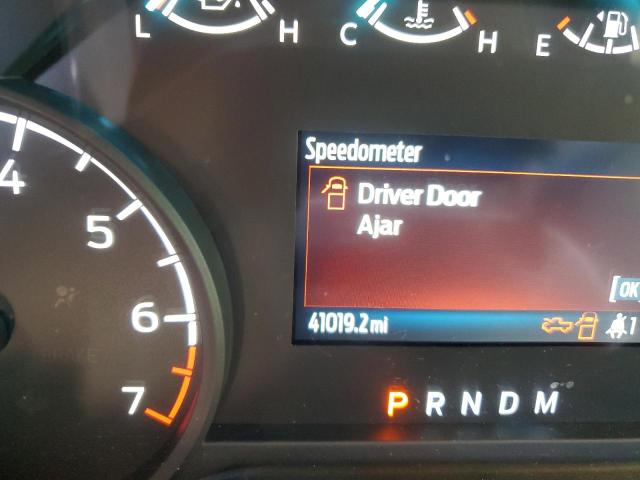 L H C H E
Speedometer
Driver Door
Ajar
OK
41019.2 mi
1
4
5
6
7
P R N D M